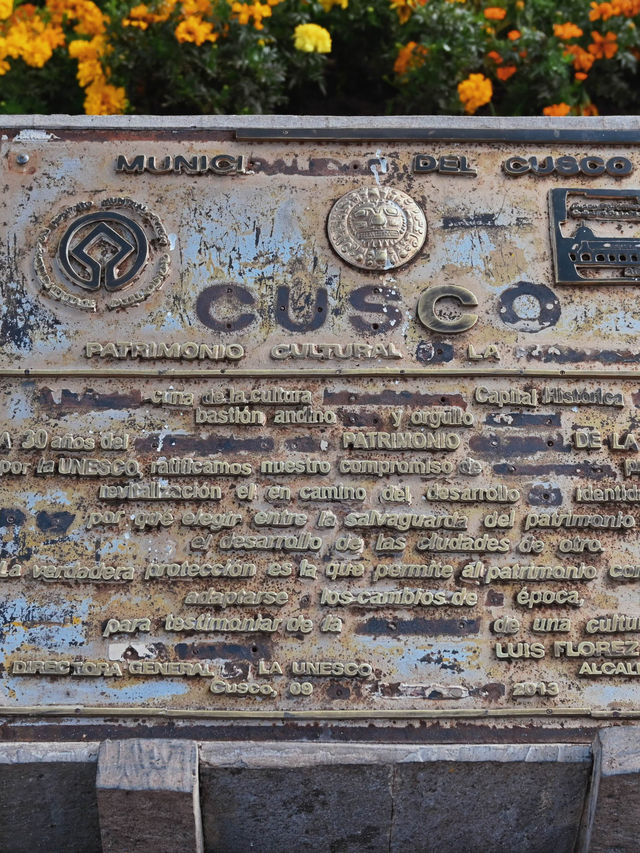 MUNICI DEL CUSCO
CUSCO
PATRIMONIO CULTURAL LA
cuna de la cultura Capital Histórica
bastión andino y orgullo
A 30 años del PATRIMONIO DE LA
por la UNESCO, ratificamos nuestro compromiso de
revitalización el en camino del desarrollo
por que elegir entre la salvaguarda del patrimonio
el desarrollo de las ciudades de otro.
La verdadera protección es la que permite al patrimonio
adaptarse los cambios de época,
para testimoniar de la de una
LUIS FLOREZ
DIRECTORA GENERAL LA UNESCO
Cusco, 09 2013